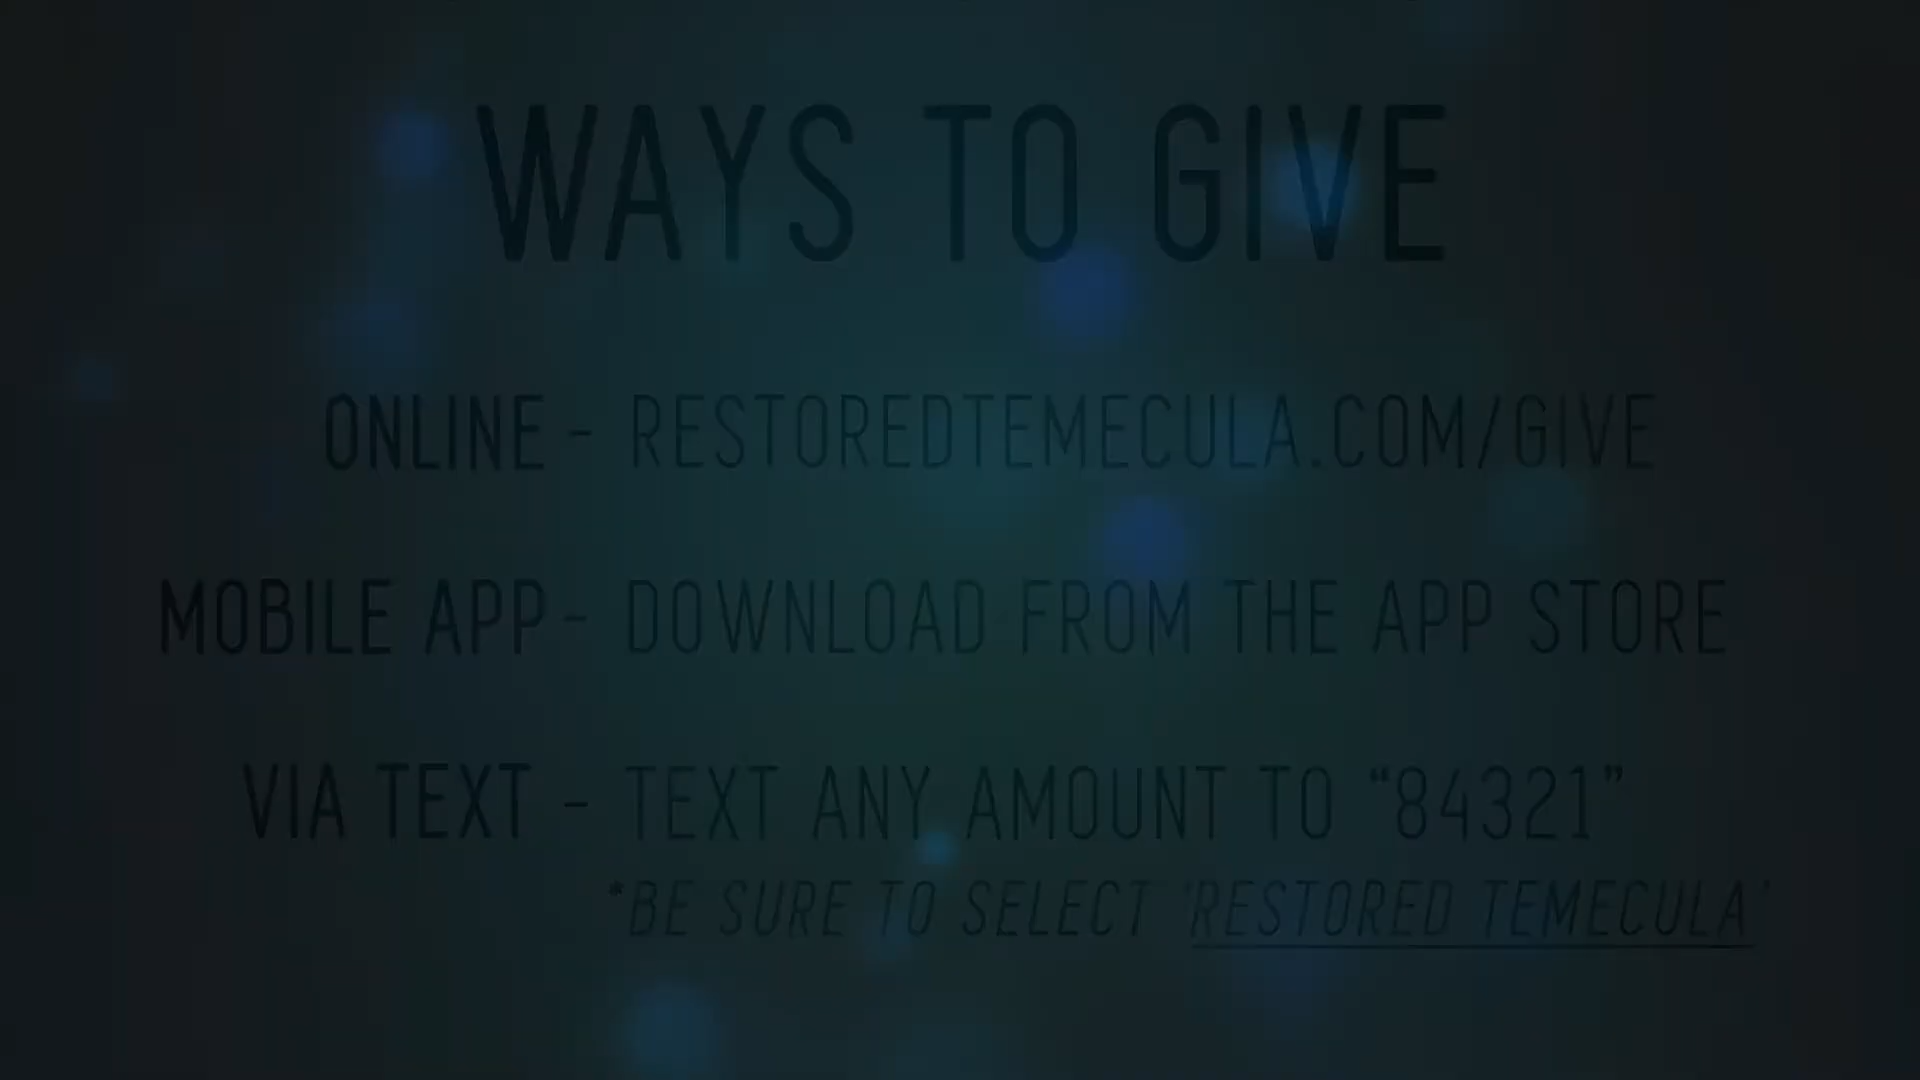 WAYS TO GIVE
ONLINE - RESTOREDTEMECULA.COM/GIVE
MOBILE APP - DOWNLOAD FROM THE APP STORE
VIA TEXT - TEXT ANY AMOUNT TO “84321”
*BE SURE TO SELECT 'RESTORED TEMECULA'